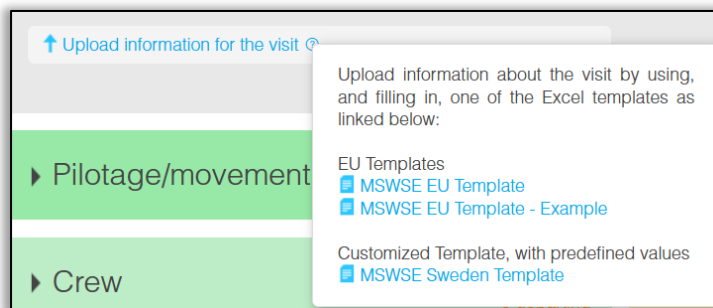 Upload information for the visit
Upload information about the visit by using,
and filling in, one of the Excel templates as
linked below:
EU Templates
MSWSE EU Template
MSWSE EU Template - Example
Customized Template, with predefined values
MSWSE Sweden Template
Pilotage/movement
Crew